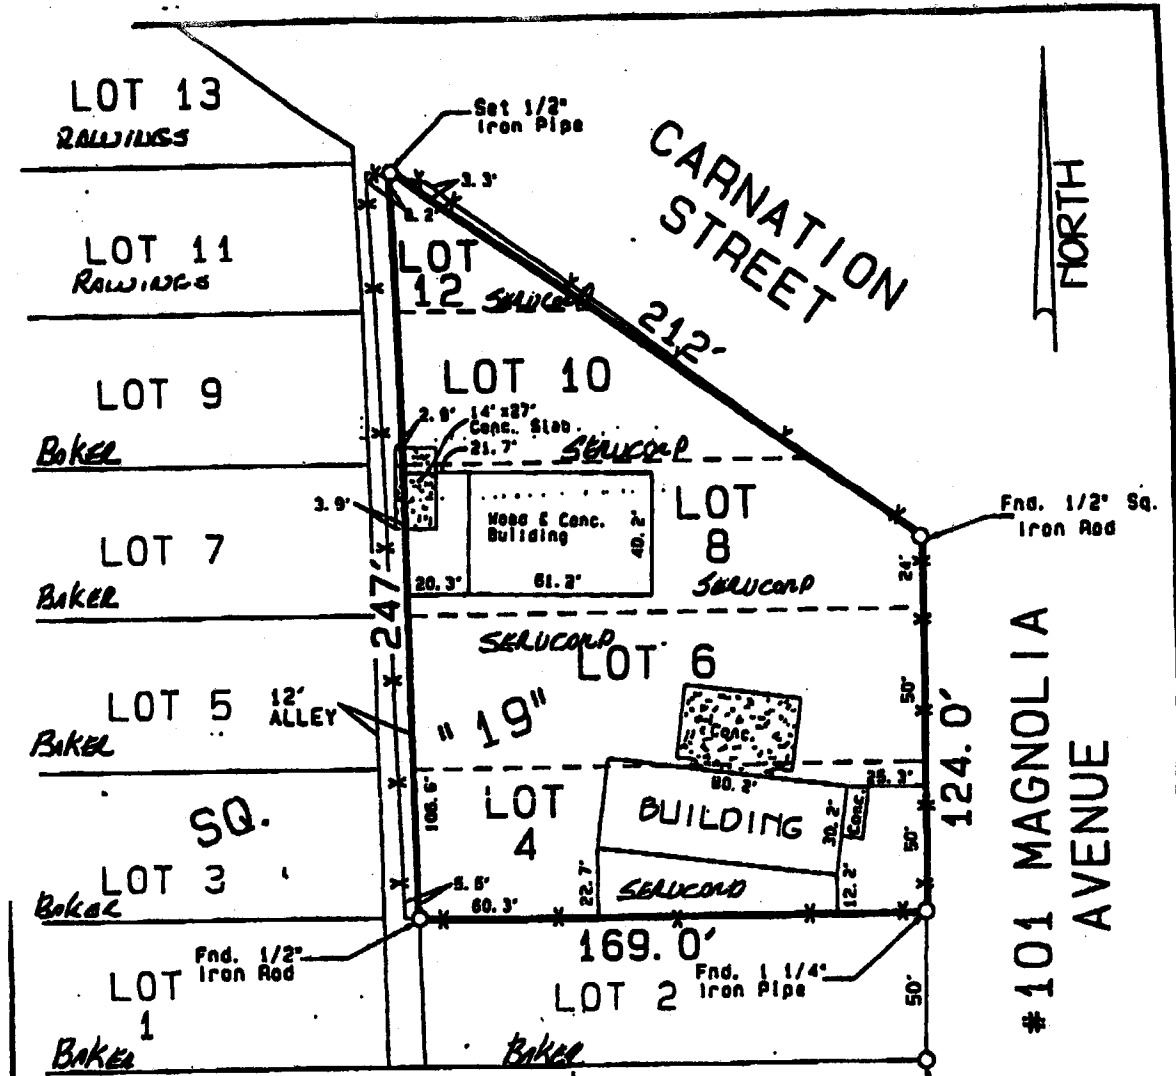 LOT 13
RAWINGS
Set 1/2"
Iron Pipe
CARNATION
STREET
NORTH
3.3'
LOT 11
RAWINGS
LOT
12
SERVCORP
212'
LOT 9
LOT 10
BAKER
2.9'
14'x27'
Conc. Slab
21.7'
SERVCORP
3.9'
Wood & Conc.
Building
40.2'
LOT
8
Fnd. 1/2" Sq.
Iron Rod
LOT 7
20.3'
61.2'
24'
BAKER
SERVCORP
247'
SERVCORP
LOT 6
LOT 5
12'
ALLEY
"19"
Conc.
50'
124.0'
BAKER
#101 MAGNOLIA
AVENUE
80.2'
25.3'
SQ.
LOT
4
BUILDING
30.2'
Conc.
50'
LOT 3
BAKER
5.5'
60.3'
22.7'
SERVCORP
12.2'
Fnd. 1/2"
Iron Rod
169.0'
Fnd. 1 1/4"
Iron Pipe
LOT
1
LOT 2
50'
BAKER
BAKER